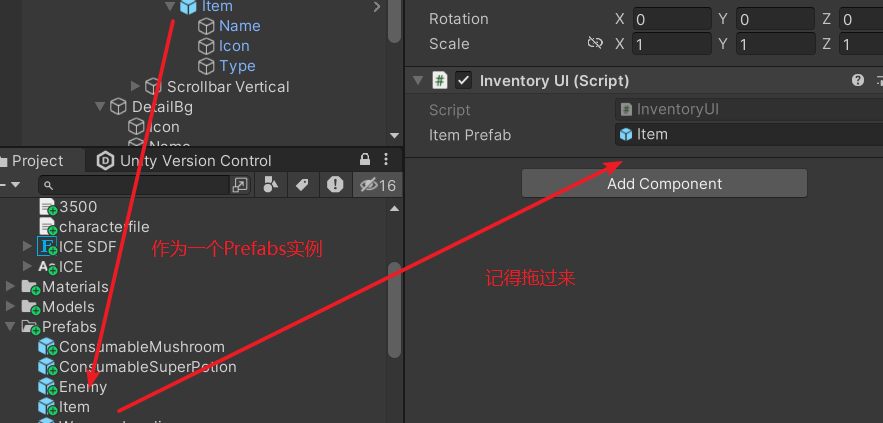 Item
Name
Icon
Type
Scrollbar Vertical
DetailBg
Icon
Project
Unity Version Control
16
3500
characterfile
ICE SDF
Aa ICE
Materials
Models
Prefabs
ConsumableMushroom
ConsumableSuperPotion
Enemy
Item
作为一个Prefabs实例
Rotation X 0 Y 0 Z 0
Scale X 1 Y 1 Z 1
# Inventory UI (Script)
Script # InventoryUI
Item Prefab Item
Add Component
记得拖过来